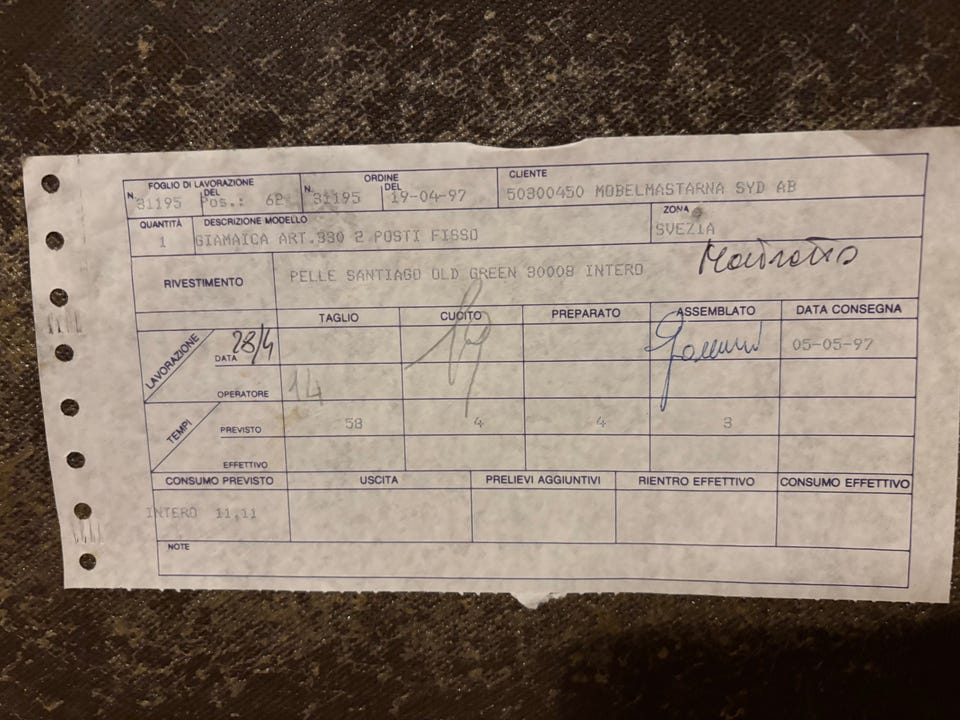 FOGLIO DI LAVORAZIONE
N. 31195 DEL Pos.: 62
ORDINE
N. 31195 DEL 19-04-97
CLIENTE
50300450 MOBELMASTARNA SYD AB
QUANTITÀ
1
DESCRIZIONE MODELLO
GIAMAICA ART.330 2 POSTI FISSO
ZONA
SVEZIA
RIVESTIMENTO
PELLE SANTIAGO OLD GREEN 30008 INTERO
TAGLIO CUCITO PREPARATO ASSEMBLATO DATA CONSEGNA
LAVORAZIONE
DATA 28/4 05-05-97
OPERATORE 14
TEMPI
PREVISTO 58 4 4 3
EFFETTIVO
CONSUMO PREVISTO USCITA PRELIEVI AGGIUNTIVI RIENTRO EFFETTIVO CONSUMO EFFETTIVO
INTERO 11,11
NOTE